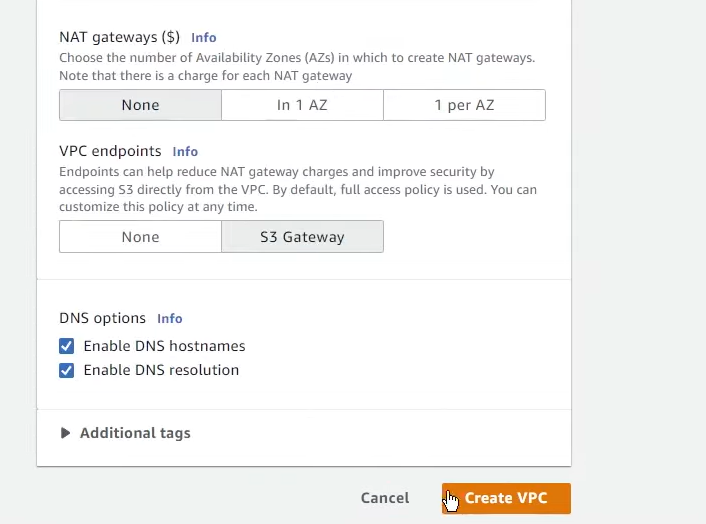 NAT gateways ($) Info
Choose the number of Availability Zones (AZs) in which to create NAT gateways.
Note that there is a charge for each NAT gateway
None In 1 AZ 1 per AZ
VPC endpoints Info
Endpoints can help reduce NAT gateway charges and improve security by
accessing S3 directly from the VPC. By default, full access policy is used. You can
customize this policy at any time.
None S3 Gateway
DNS options Info
Enable DNS hostnames
Enable DNS resolution
Additional tags
Cancel Create VPC